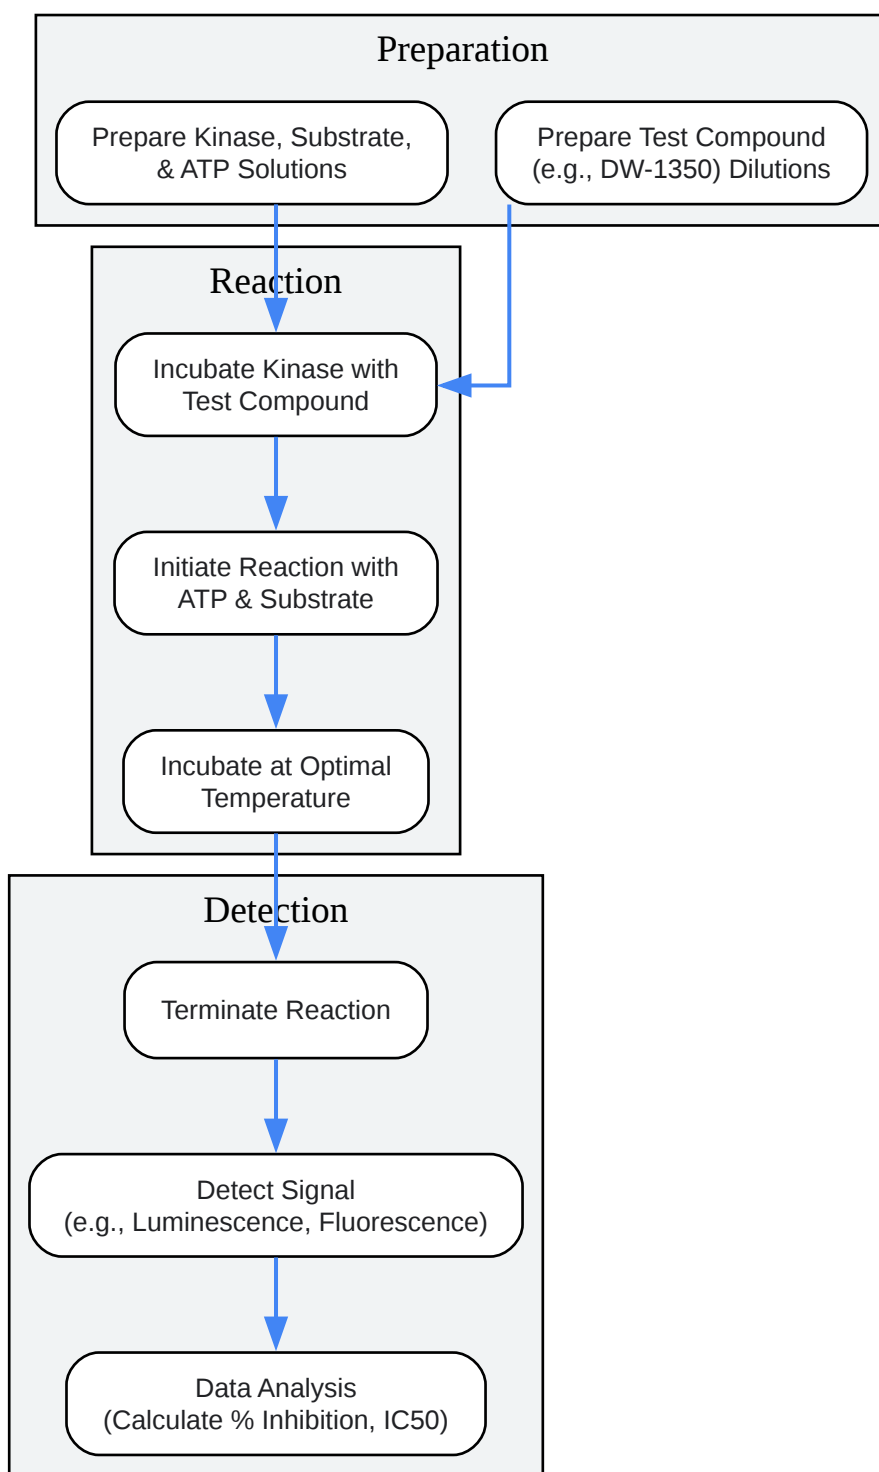 Preparation
Prepare Kinase, Substrate,
& ATP Solutions
Prepare Test Compound
(e.g., DW-1350) Dilutions
Reaction
Incubate Kinase with
Test Compound
Initiate Reaction with
ATP & Substrate
Incubate at Optimal
Temperature
Detection
Terminate Reaction
Detect Signal
(e.g., Luminescence, Fluorescence)
Data Analysis
(Calculate % Inhibition, IC50)